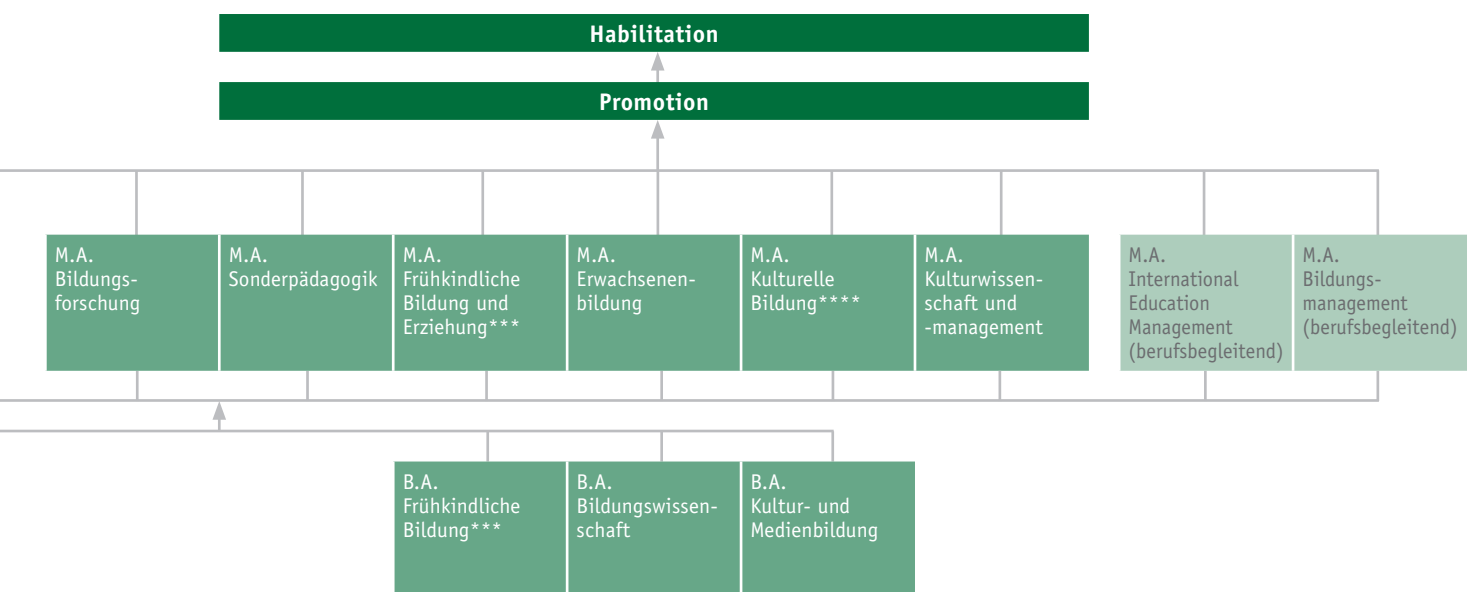 Habilitation
Promotion
M.A.
Bildungs-
forschung
M.A.
Sonderpädagogik
M.A.
Frühkindliche
Bildung und
Erziehung***
M.A.
Erwachsenen-
bildung
M.A.
Kulturelle
Bildung****
M.A.
Kulturwissen-
schaft und
-management
M.A.
International
Education
Management
(berufsbegleitend)
M.A.
Bildungs-
management
(berufsbegleitend)
B.A.
Frühkindliche
Bildung***
B.A.
Bildungswissen-
schaft
B.A.
Kultur- und
Medienbildung